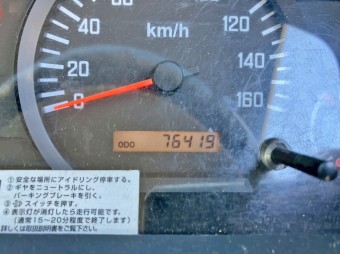 60 80 100
40 km/h 120
20 140
0 160
ODO 76419
①安全な場所にアイドリング停車する。
②ギヤをニュートラルにし、
パーキングブレーキを引く。
③ スイッチを押す。
④表示灯が消灯したら走行可能です。
(通常15〜20分程度で終了します)
詳しくは取扱説明書をご覧下さい。